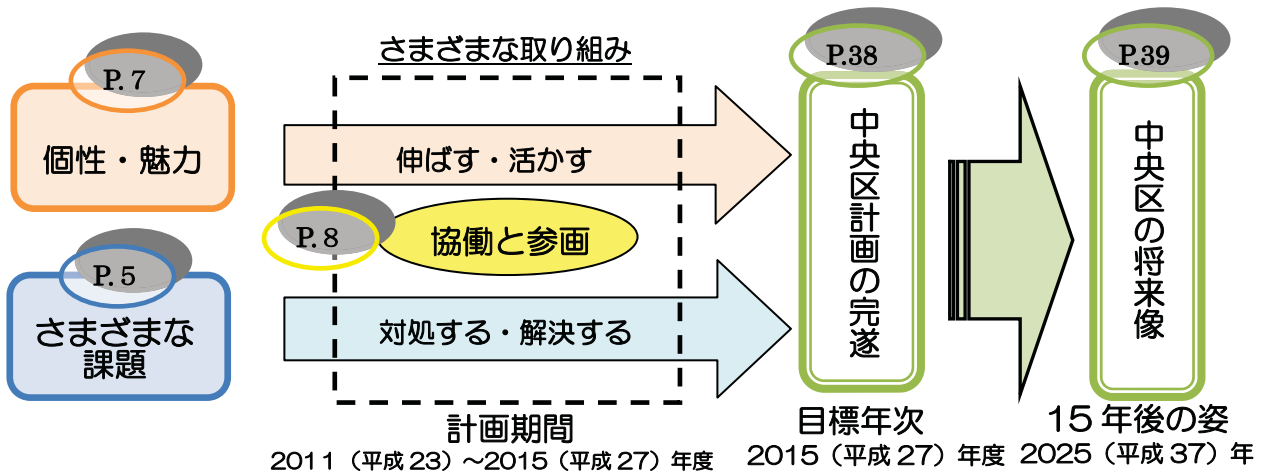 P.7
個性・魅力
P.5
さまざまな
課題
さまざまな取り組み
伸ばす・活かす
P.8
協働と参画
対処する・解決する
計画期間
2011（平成23）～2015（平成27）年度
P.38
中央区計画の完遂
目標年次
2015（平成27）年度
P.39
中央区の将来像
15年後の姿
2025（平成37）年